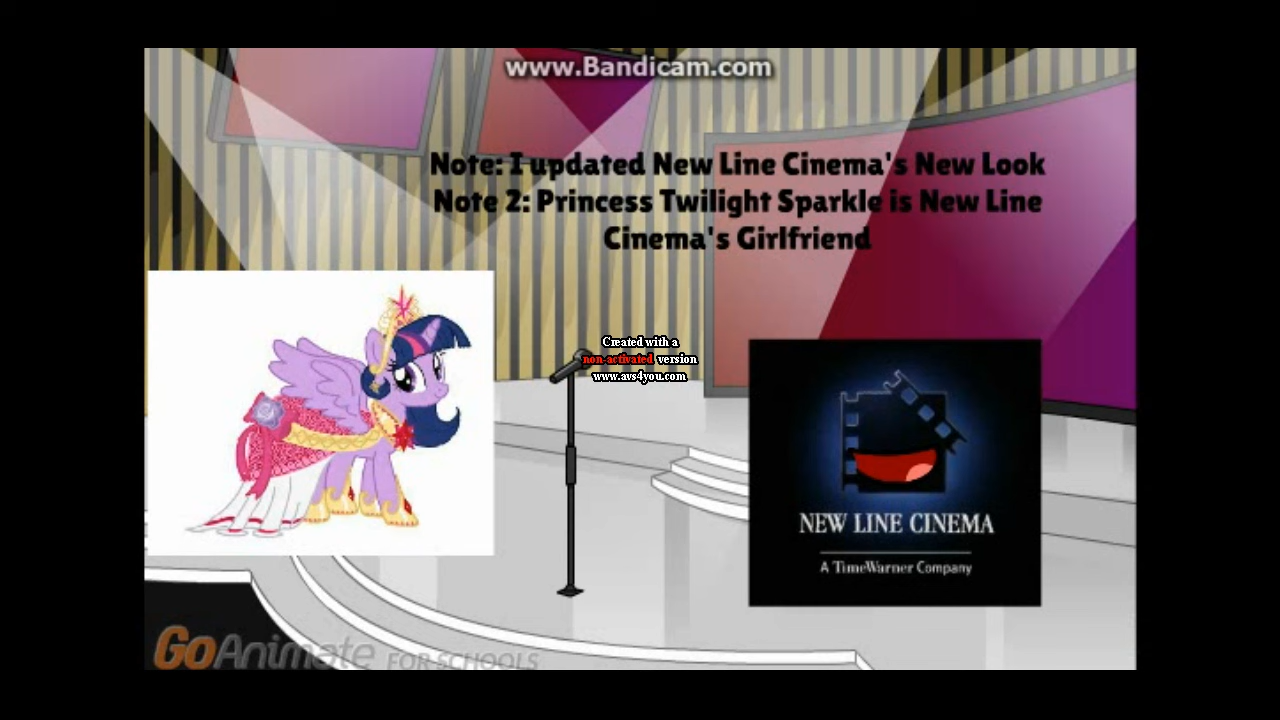 www.Bandicam.com
Note: I updated New Line Cinema's New Look
Note 2: Princess Twilight Sparkle is New Line
Cinema's Girlfriend
Created with a
non-activated version
www.avs4you.com
NEW LINE CINEMA
A TimeWarner Company
GoAnimate FOR SCHOOLS